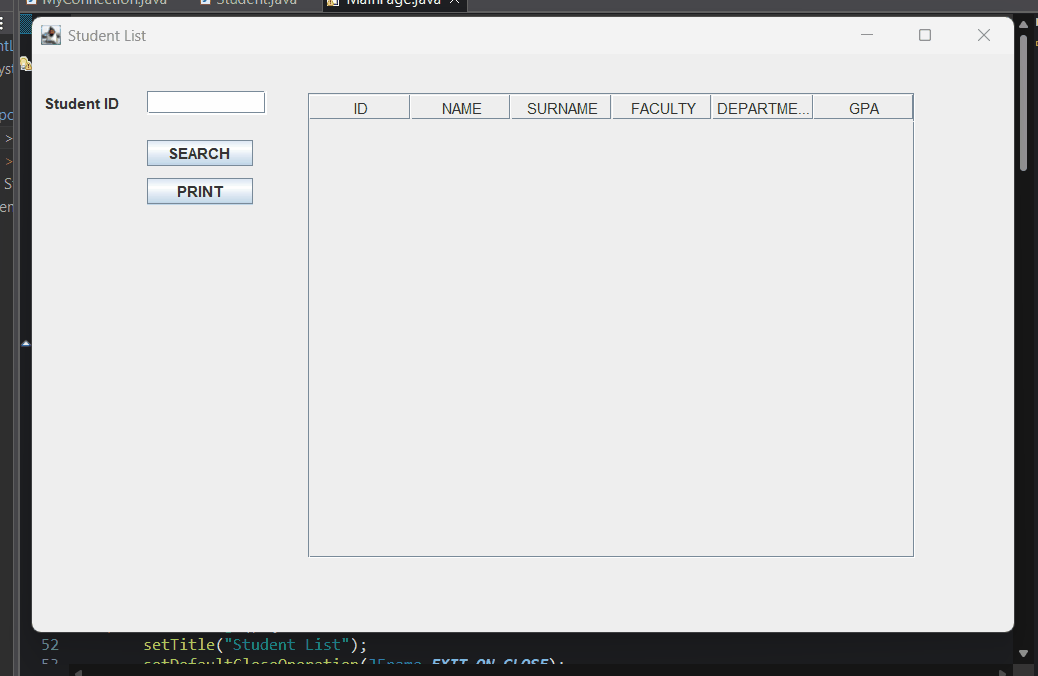 MyConnection.java Student.java MainPage.java
Student List
Student ID
SEARCH
PRINT
ID NAME SURNAME FACULTY DEPARTME... GPA
52 setTitle("Student List");
53 setDefaultCloseOperation(JFrame.EXIT_ON_CLOSE);